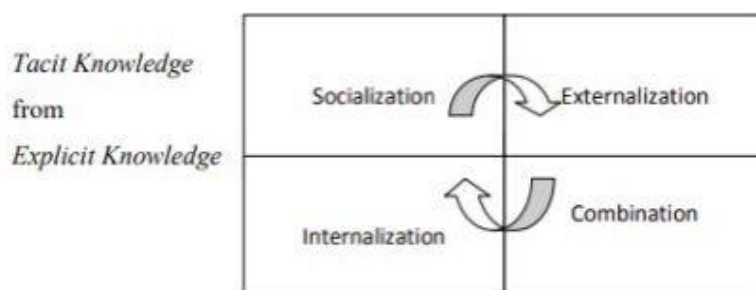 Tacit Knowledge
from
Explicit Knowledge
Socialization
Externalization
Internalization
Combination